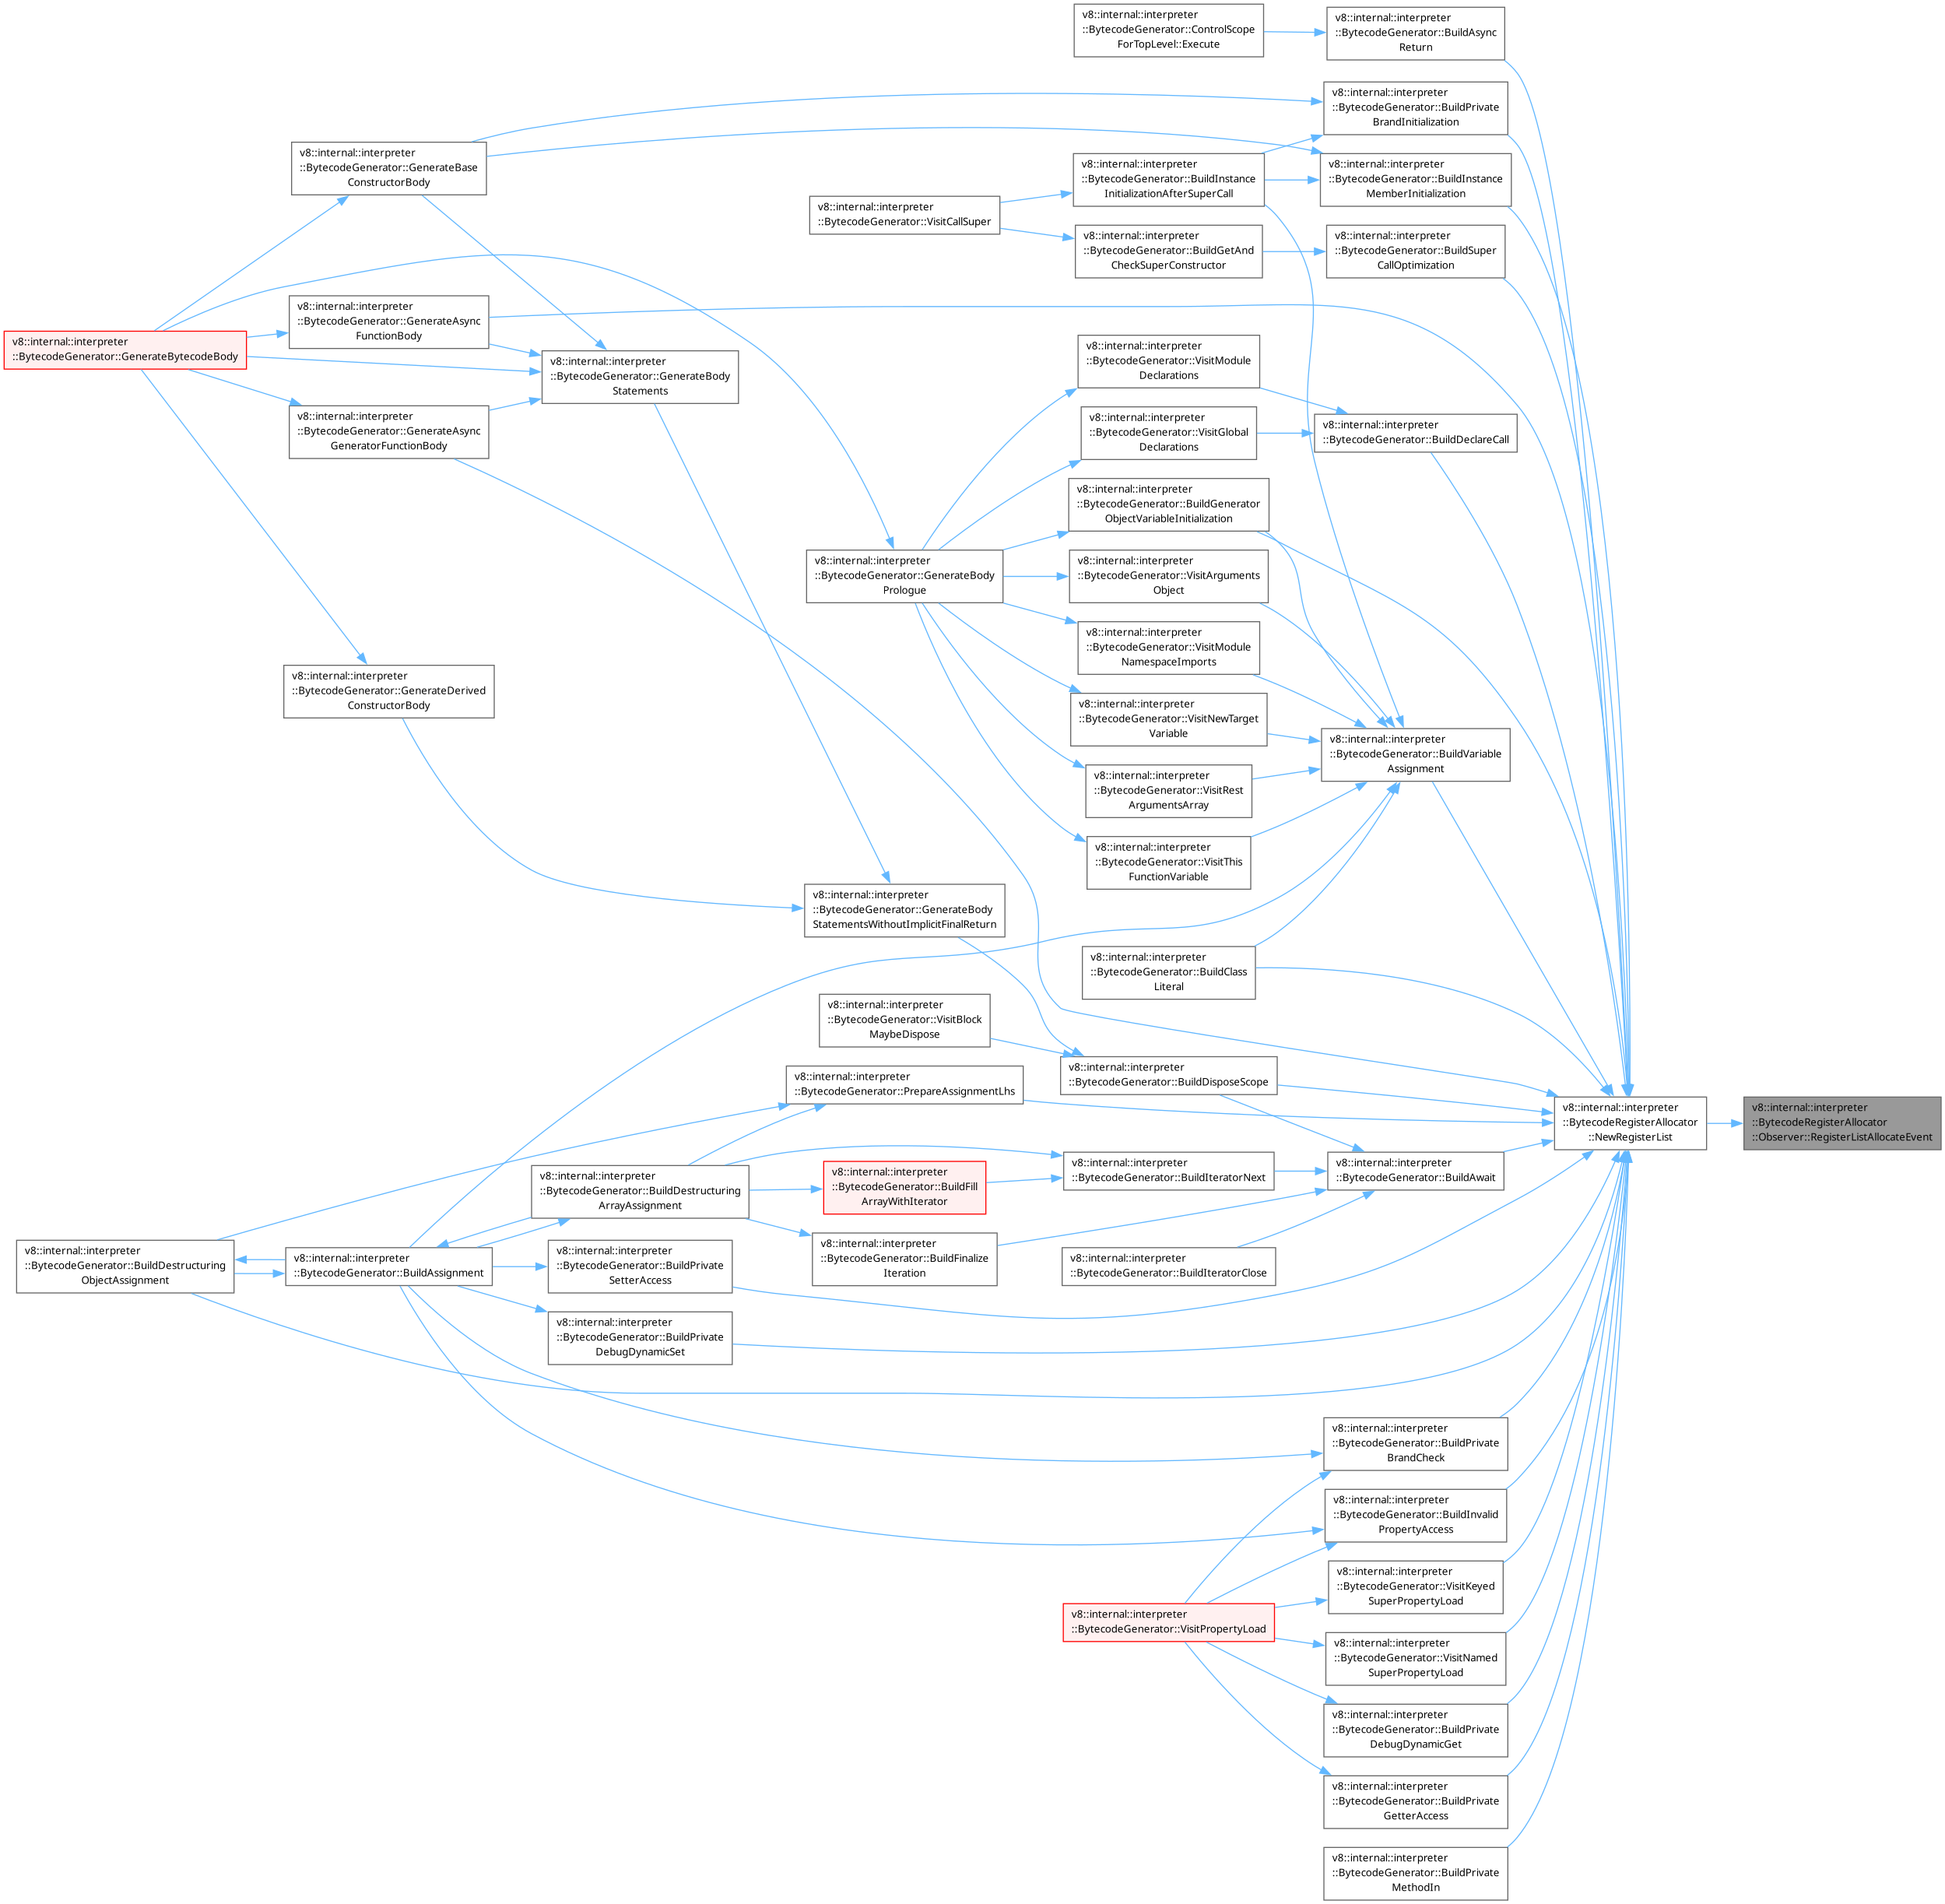 v8::internal::interpreter
::BytecodeGenerator::ControlScope
ForTopLevel::Execute
v8::internal::interpreter
::BytecodeGenerator::BuildAsync
Return
v8::internal::interpreter
::BytecodeGenerator::BuildPrivate
BrandInitialization
v8::internal::interpreter
::BytecodeGenerator::GenerateBase
ConstructorBody
v8::internal::interpreter
::BytecodeGenerator::BuildInstance
InitializationAfterSuperCall
v8::internal::interpreter
::BytecodeGenerator::BuildInstance
MemberInitialization
v8::internal::interpreter
::BytecodeGenerator::VisitCallSuper
v8::internal::interpreter
::BytecodeGenerator::BuildGetAnd
CheckSuperConstructor
v8::internal::interpreter
::BytecodeGenerator::BuildSuper
CallOptimization
v8::internal::interpreter
::BytecodeGenerator::GenerateAsync
FunctionBody
v8::internal::interpreter
::BytecodeGenerator::GenerateBytecodeBody
v8::internal::interpreter
::BytecodeGenerator::GenerateBody
Statements
v8::internal::interpreter
::BytecodeGenerator::VisitModule
Declarations
v8::internal::interpreter
::BytecodeGenerator::GenerateAsync
GeneratorFunctionBody
v8::internal::interpreter
::BytecodeGenerator::VisitGlobal
Declarations
v8::internal::interpreter
::BytecodeGenerator::BuildDeclareCall
v8::internal::interpreter
::BytecodeGenerator::BuildGenerator
ObjectVariableInitialization
v8::internal::interpreter
::BytecodeGenerator::GenerateBody
Prologue
v8::internal::interpreter
::BytecodeGenerator::VisitArguments
Object
v8::internal::interpreter
::BytecodeGenerator::VisitModule
NamespaceImports
v8::internal::interpreter
::BytecodeGenerator::GenerateDerived
ConstructorBody
v8::internal::interpreter
::BytecodeGenerator::VisitNewTarget
Variable
v8::internal::interpreter
::BytecodeGenerator::BuildVariable
Assignment
v8::internal::interpreter
::BytecodeGenerator::VisitRest
ArgumentsArray
v8::internal::interpreter
::BytecodeGenerator::VisitThis
FunctionVariable
v8::internal::interpreter
::BytecodeGenerator::GenerateBody
StatementsWithoutImplicitFinalReturn
v8::internal::interpreter
::BytecodeGenerator::BuildClass
Literal
v8::internal::interpreter
::BytecodeGenerator::VisitBlock
MaybeDispose
v8::internal::interpreter
::BytecodeGenerator::BuildDisposeScope
v8::internal::interpreter
::BytecodeGenerator::PrepareAssignmentLhs
v8::internal::interpreter
::BytecodeRegisterAllocator
::NewRegisterList
v8::internal::interpreter
::BytecodeRegisterAllocator
::Observer::RegisterListAllocateEvent
v8::internal::interpreter
::BytecodeGenerator::BuildDestructuring
ArrayAssignment
v8::internal::interpreter
::BytecodeGenerator::BuildFill
ArrayWithIterator
v8::internal::interpreter
::BytecodeGenerator::BuildIteratorNext
v8::internal::interpreter
::BytecodeGenerator::BuildAwait
v8::internal::interpreter
::BytecodeGenerator::BuildDestructuring
ObjectAssignment
v8::internal::interpreter
::BytecodeGenerator::BuildAssignment
v8::internal::interpreter
::BytecodeGenerator::BuildPrivate
SetterAccess
v8::internal::interpreter
::BytecodeGenerator::BuildFinalize
Iteration
v8::internal::interpreter
::BytecodeGenerator::BuildIteratorClose
v8::internal::interpreter
::BytecodeGenerator::BuildPrivate
DebugDynamicSet
v8::internal::interpreter
::BytecodeGenerator::BuildPrivate
BrandCheck
v8::internal::interpreter
::BytecodeGenerator::BuildInvalid
PropertyAccess
v8::internal::interpreter
::BytecodeGenerator::VisitKeyed
SuperPropertyLoad
v8::internal::interpreter
::BytecodeGenerator::VisitPropertyLoad
v8::internal::interpreter
::BytecodeGenerator::VisitNamed
SuperPropertyLoad
v8::internal::interpreter
::BytecodeGenerator::BuildPrivate
DebugDynamicGet
v8::internal::interpreter
::BytecodeGenerator::BuildPrivate
GetterAccess
v8::internal::interpreter
::BytecodeGenerator::BuildPrivate
MethodIn